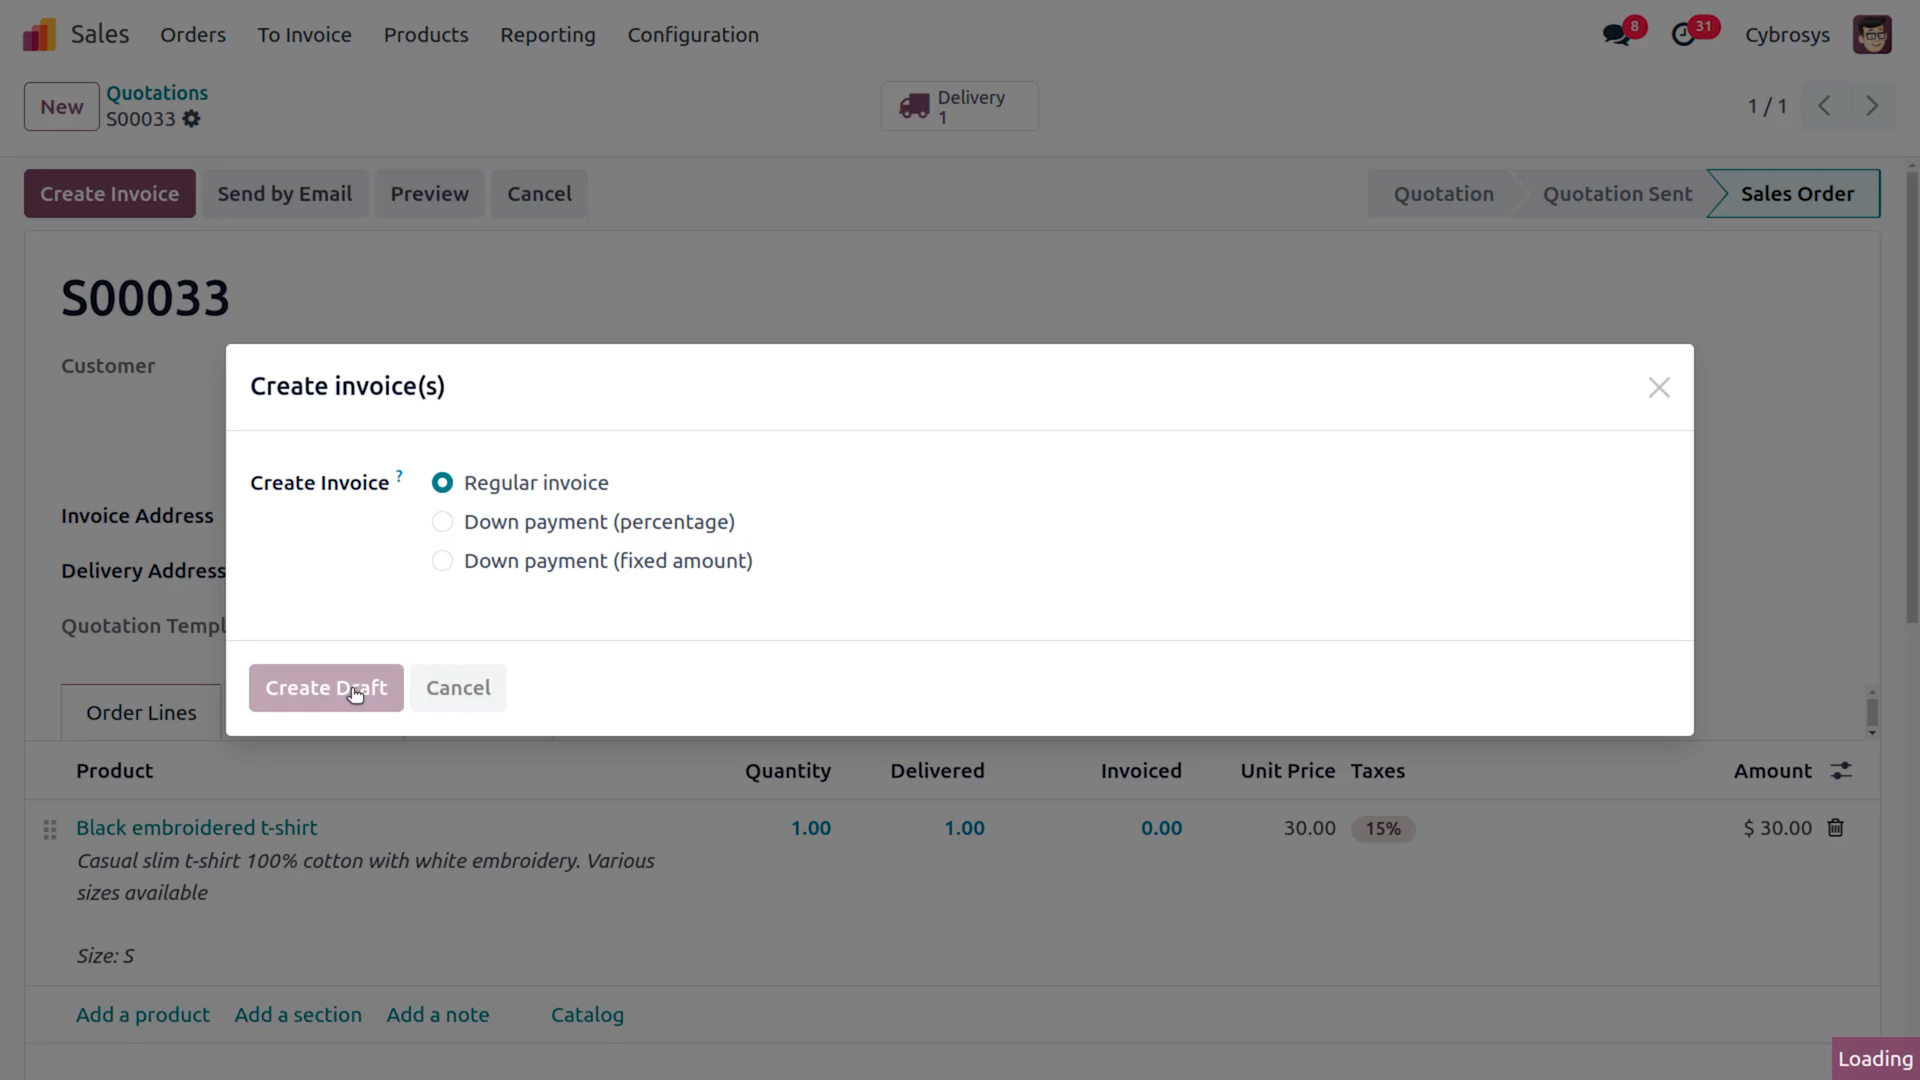 Sales Orders To Invoice Products Reporting Configuration 8 31 Cybrosys
New Quotations
S00033
Delivery
1
1 / 1
Create Invoice Send by Email Preview Cancel Quotation Quotation Sent Sales Order
S00033
Customer
Create invoice(s)
Create Invoice ? Regular invoice
Down payment (percentage)
Down payment (fixed amount)
Invoice Address
Delivery Address
Quotation Templ
Create Draft Cancel
Order Lines
Product Quantity Delivered Invoiced Unit Price Taxes Amount
Black embroidered t-shirt 1.00 1.00 0.00 30.00 15% $ 30.00
Casual slim t-shirt 100% cotton with white embroidery. Various
sizes available
Size: S
Add a product Add a section Add a note Catalog
Loading